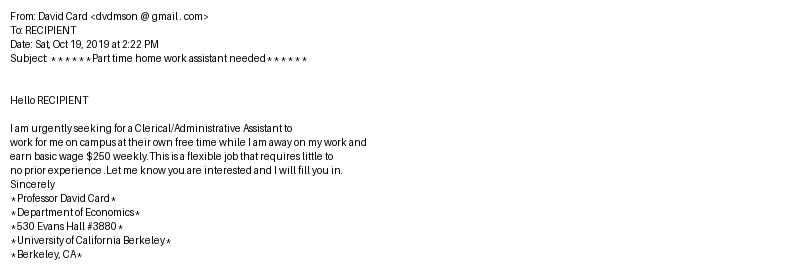 From: David Card <dvdmson @ gmail . com>
To: RECIPIENT
Date: Sat, Oct 19, 2019 at 2:22 PM
Subject: ******Part time home work assistant needed******
Hello RECIPIENT
I am urgently seeking for a Clerical/Administrative Assistant to
work for me on campus at their own free time while I am away on my work and
earn basic wage $250 weekly.This is a flexible job that requires little to
no prior experience .Let me know you are interested and I will fill you in.
Sincerely
*Professor David Card*
*Department of Economics*
*530 Evans Hall #3880*
*University of California Berkeley*
*Berkeley, CA*